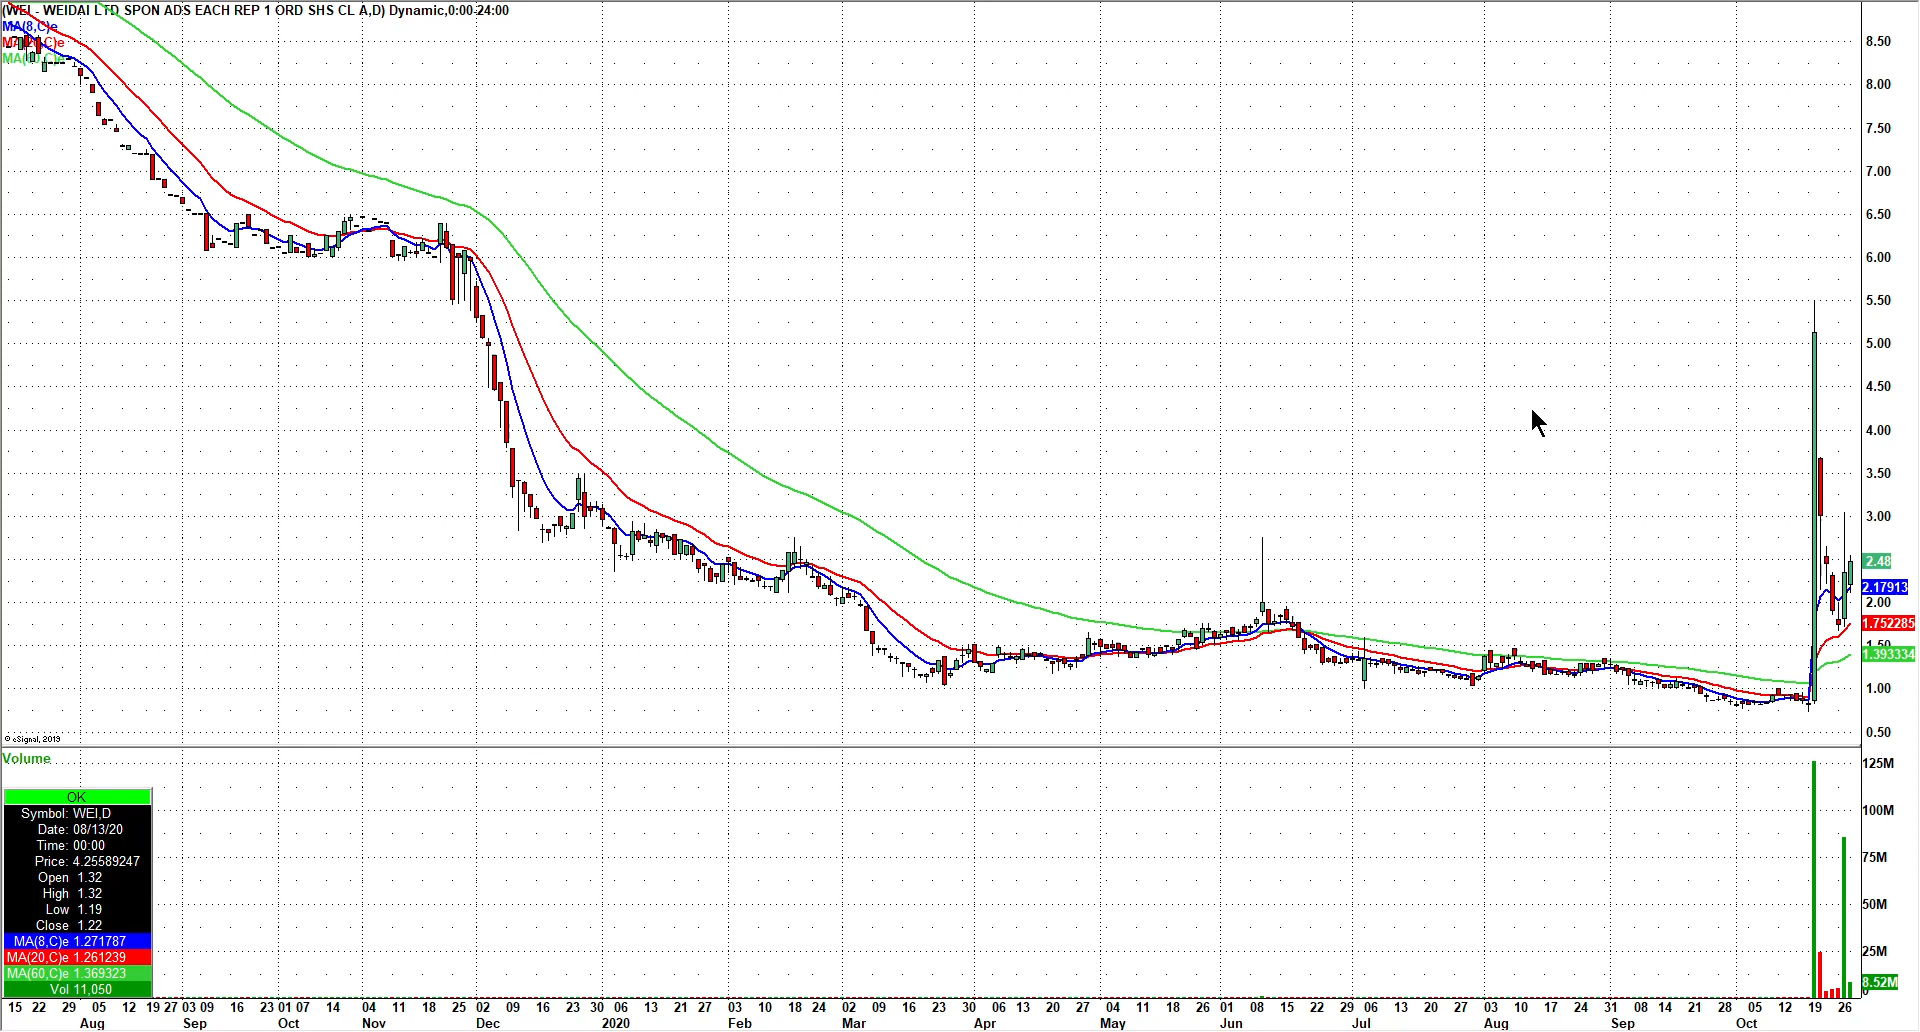 (WEI - WEIDAI LTD SPON ADS EACH REP 1 ORD SHS CL A,D) Dynamic,0:00-24:00
MA(8,C)e
MA(20,C)e
MA(60,C)e
8.50
8.00
7.50
7.00
6.50
6.00
5.50
5.00
4.50
4.00
3.50
3.00
2.48
2.17913
2.00
1.752285
1.50
1.393334
1.00
0.50
© eSignal, 2019
Volume
125M
100M
75M
50M
25M
8.52M
0
OK
Symbol: WEI,D
Date: 08/13/20
Time: 00:00
Price: 4.25589247
Open 1.32
High 1.32
Low 1.19
Close 1.22
MA(8,C)e 1.271787
MA(20,C)e 1.261239
MA(60,C)e 1.369323
Vol 11,050
15 22 29 05 12 19 27 03 09 16 23 01 07 14 04 11 18 25 02 09 16 23 30 06 13 21 27 03 10 18 24 02 09 16 23 30 06 13 20 27 04 11 18 26 01 08 15 22 29 06 13 20 27 03 10 17 24 31 08 14 21 28 05 12 19 26
Aug Sep Oct Nov Dec 2020 Feb Mar Apr May Jun Jul Aug Sep Oct